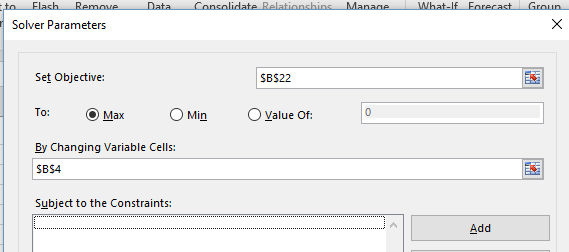 Flash Remove Data Consolidate Relationships Manage What-If Forecast Group
Solver Parameters
Set Objective:
$B$22
To:
Max
Min
Value Of:
0
By Changing Variable Cells:
$B$4
Subject to the Constraints:
Add